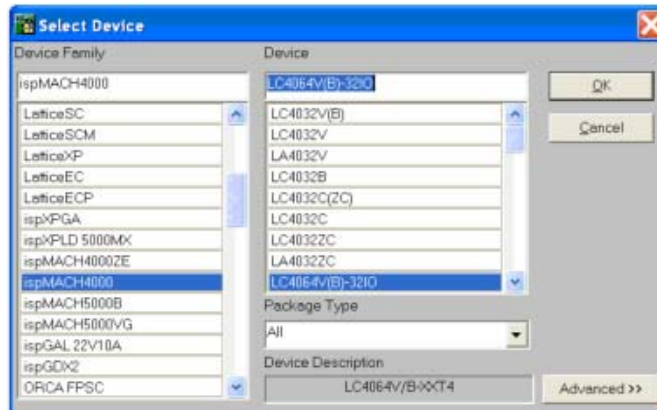 Select Device
Device Family
ispMACH4000
LatticeSC
LatticeSCM
LatticeXP
LatticeEC
LatticeECP
ispXPGA
ispXPLD 5000MX
ispMACH4000ZE
ispMACH4000
ispMACH5000B
ispMACH5000VG
ispGAL 22V10A
ispGDX2
ORCA FPSC
Device
LC4064V(B)-32IO
LC4032V(B)
LC4032V
LA4032V
LC4032B
LC4032C(ZC)
LC4032C
LC4032ZC
LA4032ZC
LC4064V(B)-32IO
Package Type
All
Device Description
LC4064V/B-XXT4
OK
Cancel
Advanced >>